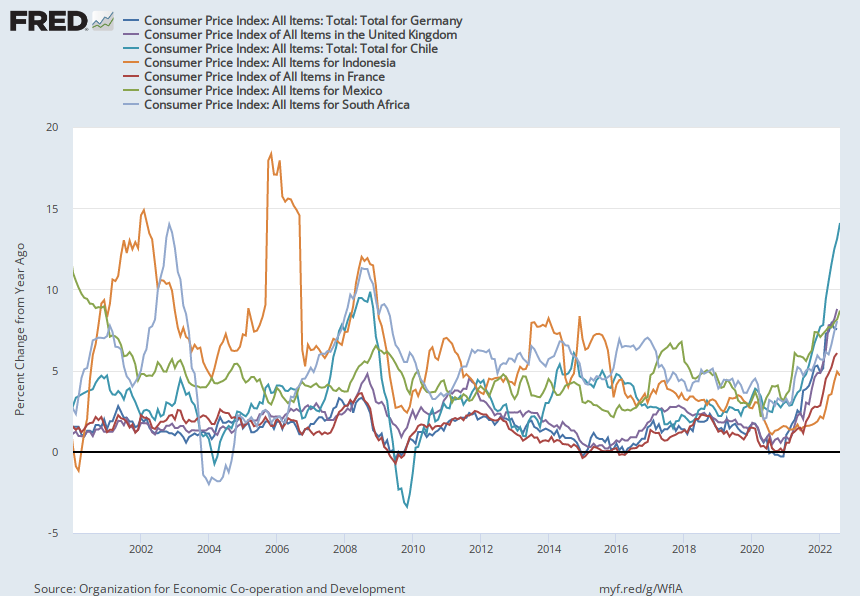 FRED
Consumer Price Index: All Items: Total: Total for Germany
Consumer Price Index of All Items in the United Kingdom
Consumer Price Index: All Items: Total: Total for Chile
Consumer Price Index: All Items for Indonesia
Consumer Price Index of All Items in France
Consumer Price Index: All Items for Mexico
Consumer Price Index: All Items for South Africa
Percent Change from Year Ago
20
15
10
5
0
-5
2002 2004 2006 2008 2010 2012 2014 2016 2018 2020 2022
Source: Organization for Economic Co-operation and Development myf.red/g/WflA